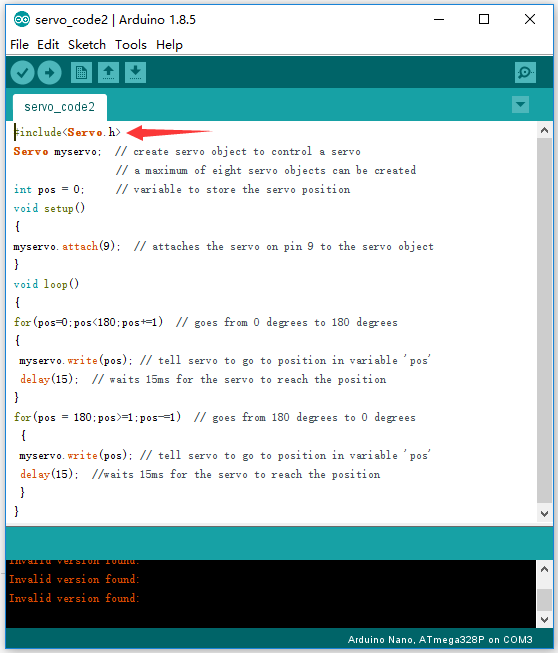 servo_code2 | Arduino 1.8.5
File Edit Sketch Tools Help
servo_code2
#include<Servo.h>
Servo myservo;  // create servo object to control a servo
// a maximum of eight servo objects can be created
int pos = 0;     // variable to store the servo position
void setup()
{
myservo.attach(9);  // attaches the servo on pin 9 to the servo object
}
void loop()
{
for(pos=0;pos<180;pos+=1)  // goes from 0 degrees to 180 degrees
{
myservo.write(pos); // tell servo to go to position in variable 'pos'
delay(15);  // waits 15ms for the servo to reach the position
}
for(pos = 180;pos>=1;pos-=1)  // goes from 180 degrees to 0 degrees
{
myservo.write(pos); // tell servo to go to position in variable 'pos'
delay(15);  //waits 15ms for the servo to reach the position
}
}
Invalid version found:
Invalid version found:
Invalid version found:
Arduino Nano, ATmega328P on COM3